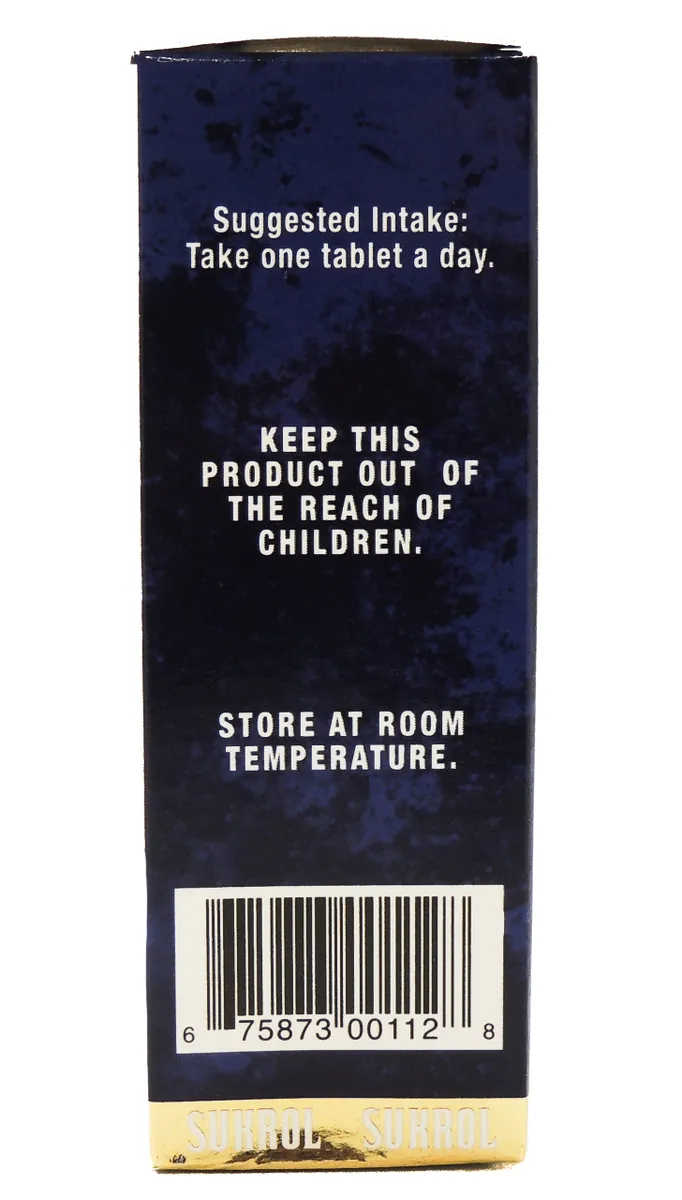 Suggested Intake:
Take one tablet a day.
KEEP THIS
PRODUCT OUT OF
THE REACH OF
CHILDREN.
STORE AT ROOM
TEMPERATURE.
6 75873 00112 8
SUKROL SUKROL